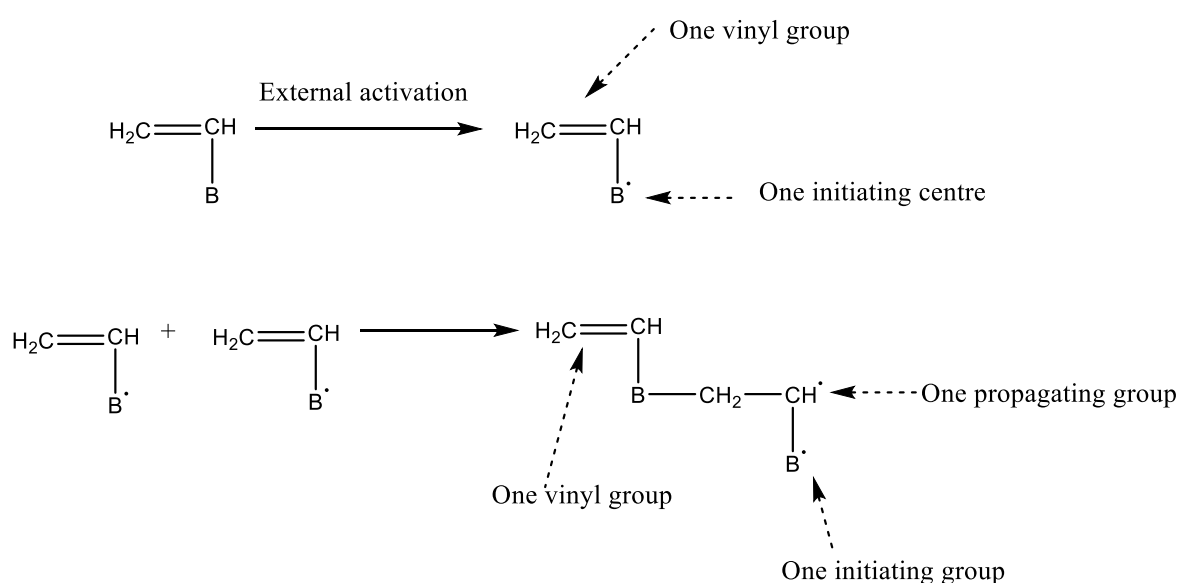 One vinyl group
External activation
H2C CH H2C CH
B B•
One initiating centre
H2C CH + H2C CH H2C CH
B• B•
B CH2 CH• One propagating group
B•
One vinyl group
One initiating group